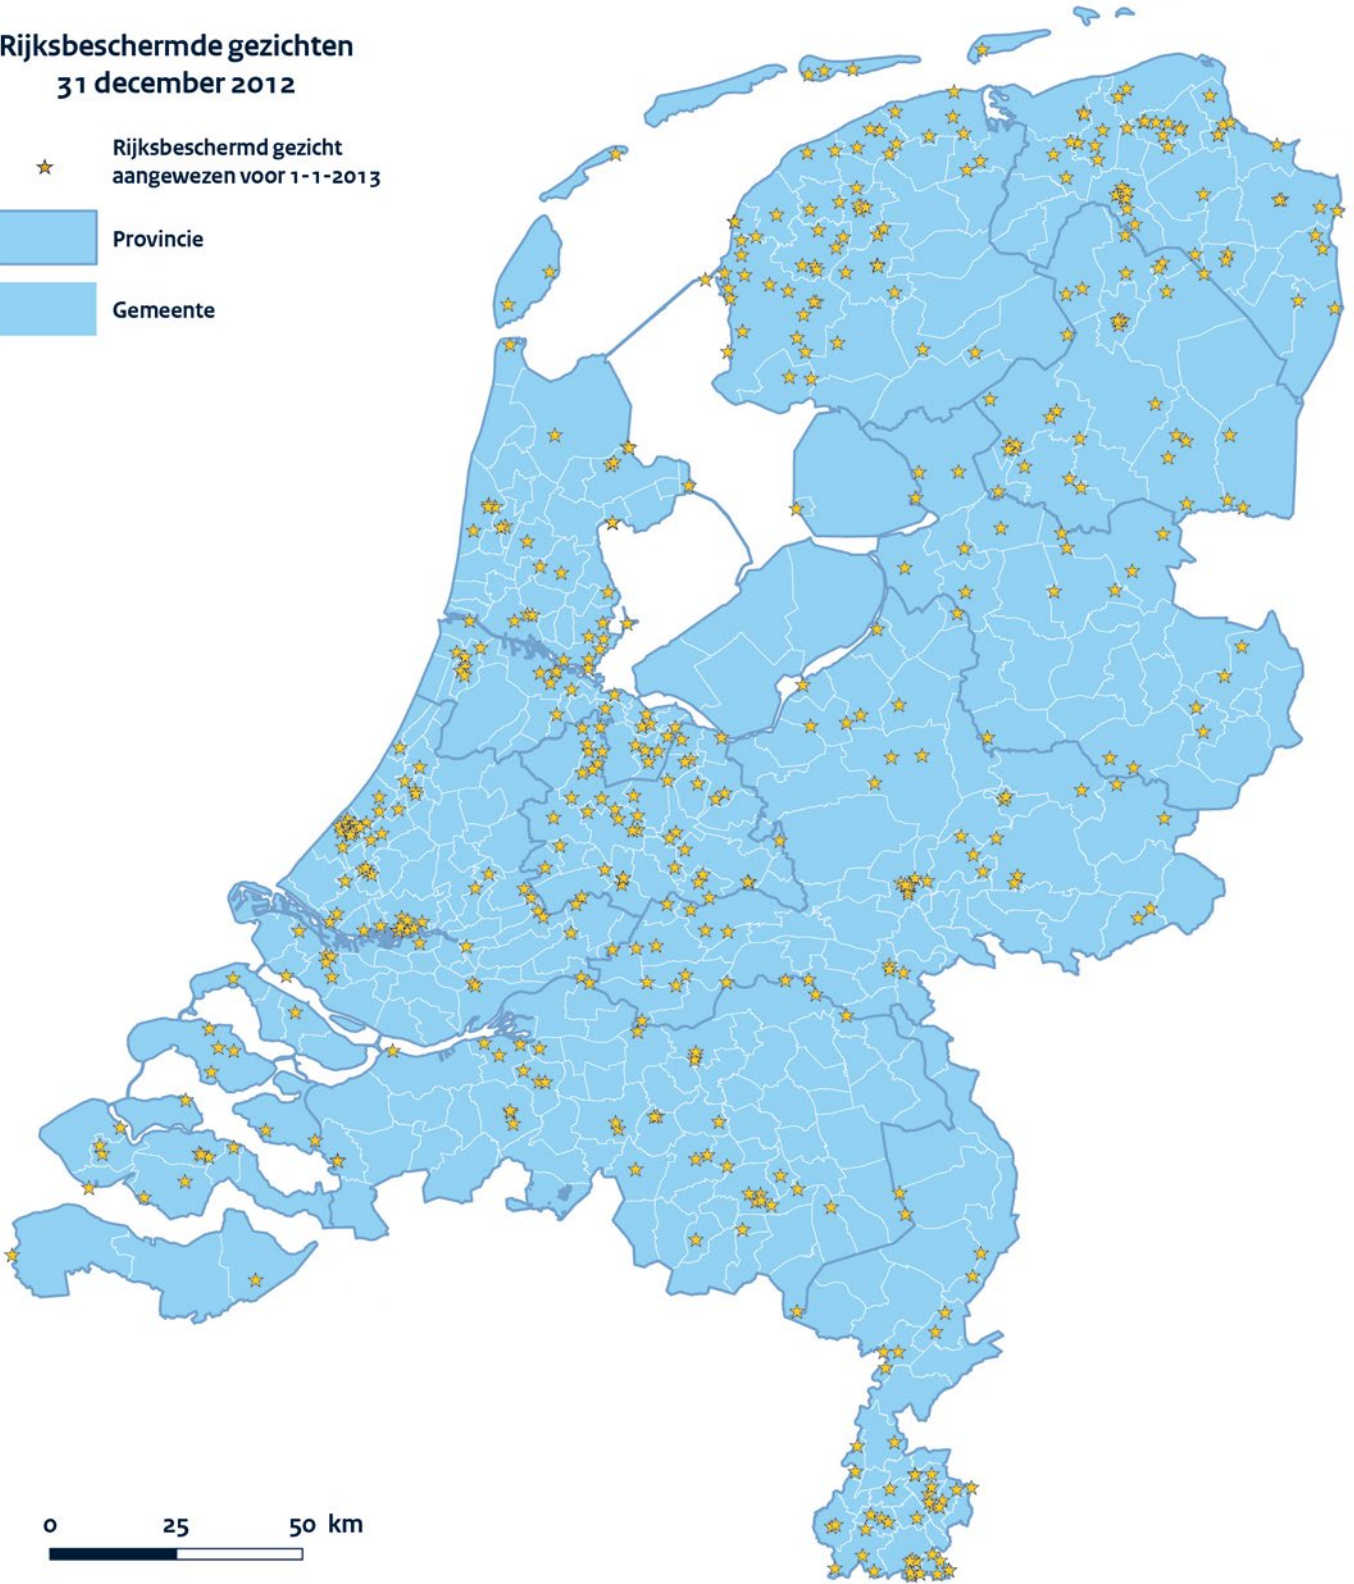 Rijksbeschermde gezichten
31 december 2012
Rijksbeschermd gezicht
aangewezen voor 1-1-2013
Provincie
Gemeente
0 25 50 km